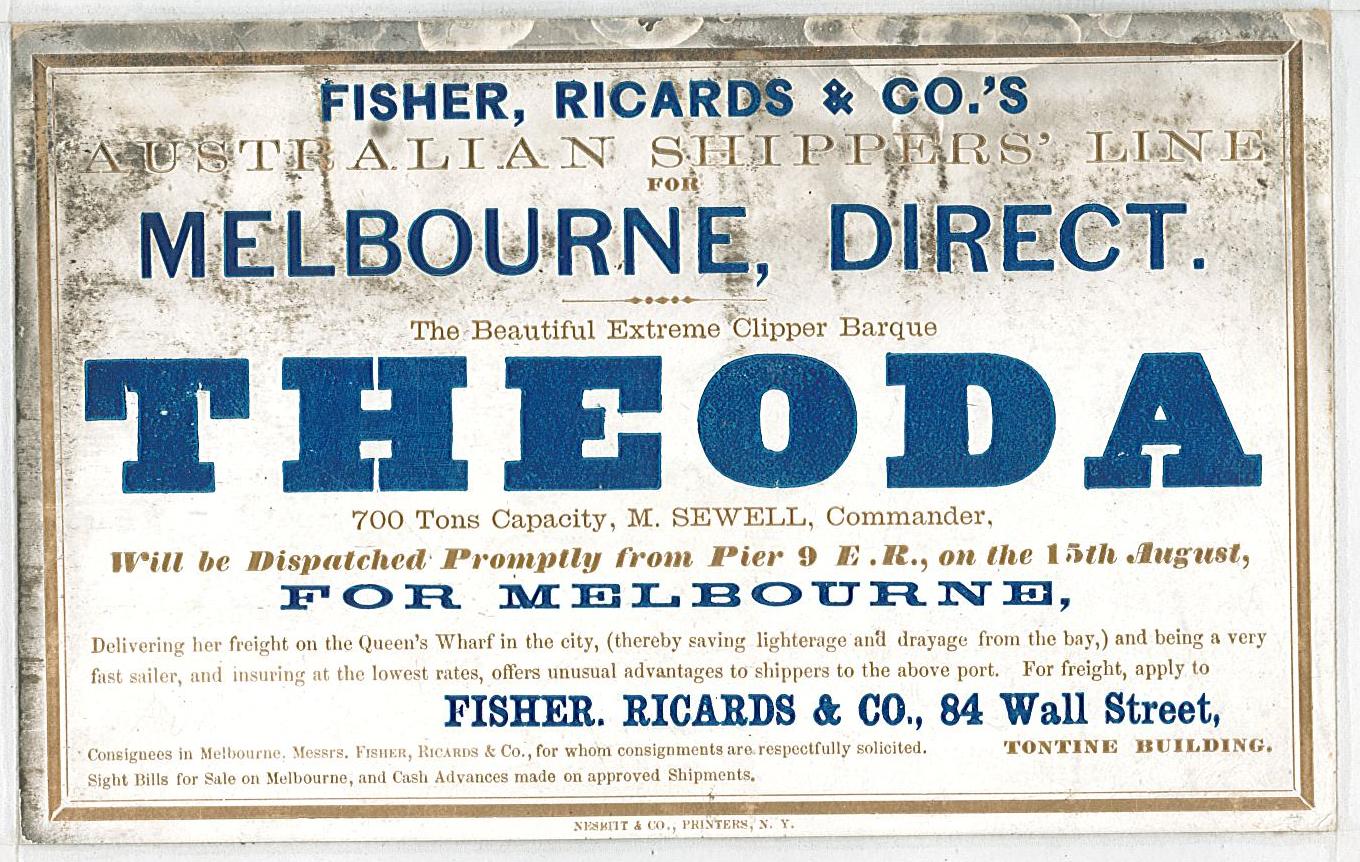 FISHER, RICARDS & CO.'S
AUSTRALIAN SHIPPERS' LINE
FOR
MELBOURNE, DIRECT.
The Beautiful Extreme Clipper Barque
THEODA
700 Tons Capacity, M. SEWELL, Commander,
Will be Dispatched Promptly from Pier 9 E .R., on the 15th August,
FOR MELBOURNE,
Delivering her freight on the Queen's Wharf in the city, (thereby saving lighterage and drayage from the bay,) and being a very
fast sailer, and insuring at the lowest rates, offers unusual advantages to shippers to the above port. For freight, apply to
FISHER. RICARDS & CO., 84 Wall Street,
Consignees in Melbourne, Messrs. FISHER, RICARDS & CO., for whom consignments are respectfully solicited. TONTINE BUILDING.
Sight Bills for Sale on Melbourne, and Cash Advances made on approved Shipments.
NESBITT & CO., PRINTERS, N. Y.